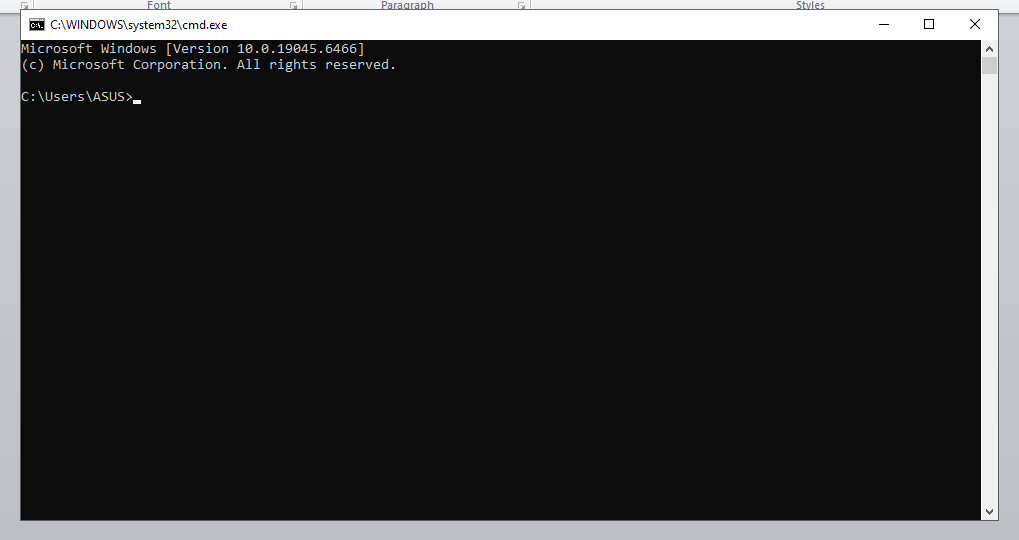 Font Paragraph Styles
C:\WINDOWS\system32\cmd.exe
Microsoft Windows [Version 10.0.19045.6466]
(c) Microsoft Corporation. All rights reserved.
C:\Users\ASUS>